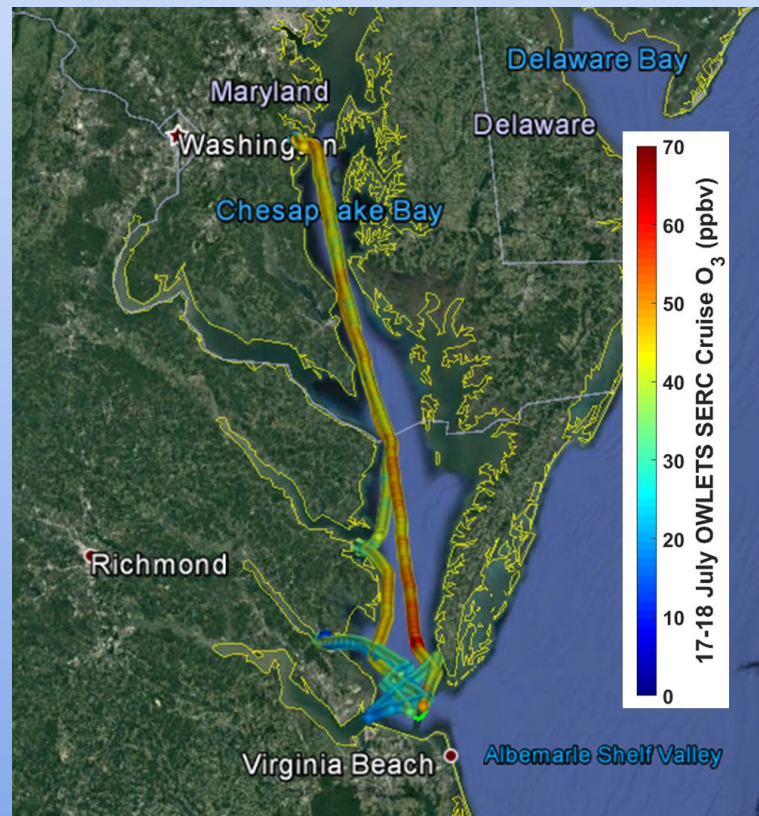 Delaware Bay
Maryland
Delaware
Washington
Chesapeake Bay
Richmond
Virginia Beach
Albemarle Shelf Valley
70
60
50
40
30
20
10
0
17-18 July OWLETS SERC Cruise O3 (ppbv)